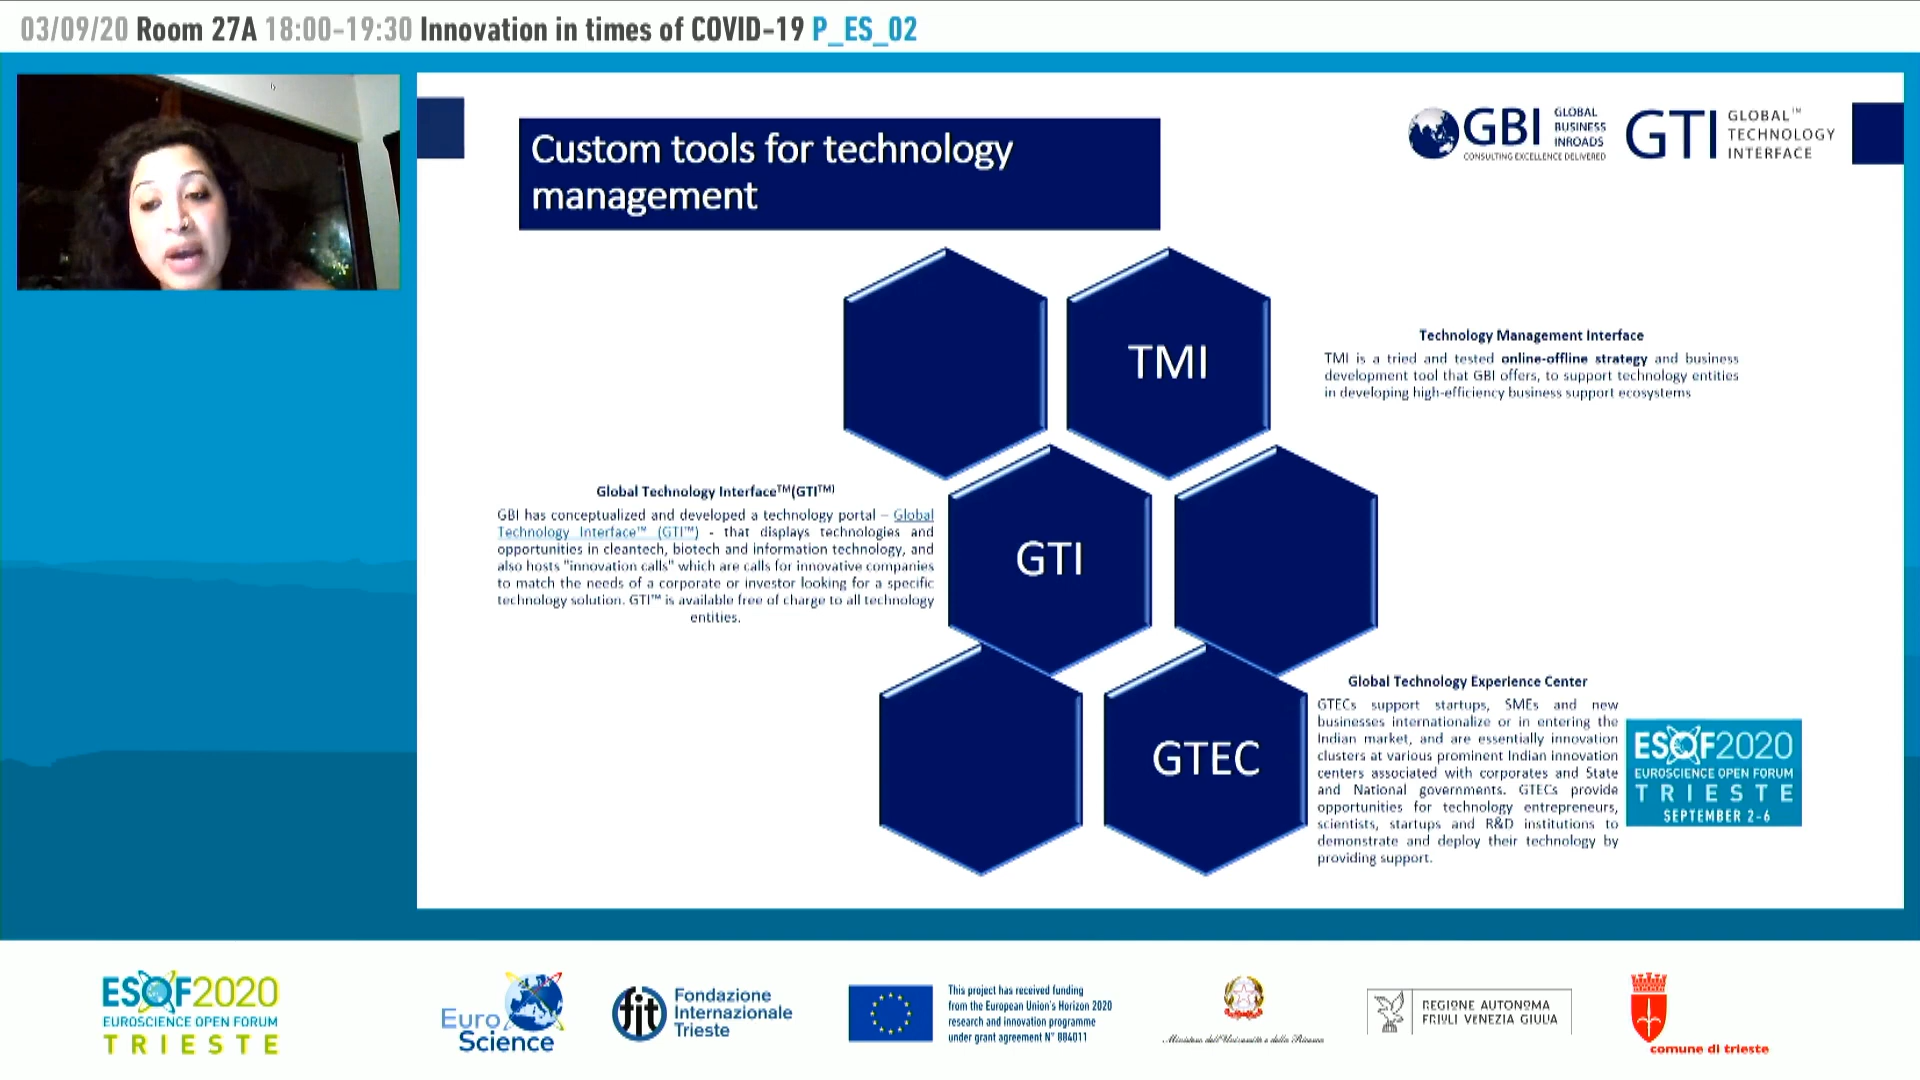 03/09/20 Room 27A 18:00-19:30 Innovation in times of COVID-19 P_ES_02
Custom tools for technology
management
GBI GLOBAL
BUSINESS
INROADS
CONSULTING EXCELLENCE DELIVERED
GTI GLOBAL™
TECHNOLOGY
INTERFACE
TMI
Technology Management Interface
TMI is a tried and tested online-offline strategy and business
development tool that GBI offers, to support technology entities
in developing high-efficiency business support ecosystems
Global Technology Interface™(GTI™)
GBI has conceptualized and developed a technology portal – Global
Technology Interface™ (GTI™) - that displays technologies and
opportunities in cleantech, biotech and information technology, and
also hosts "innovation calls" which are calls for innovative companies
to match the needs of a corporate or investor looking for a specific
technology solution. GTI™ is available free of charge to all technology
entities.
GTI
GTEC
Global Technology Experience Center
GTECs support startups, SMEs and new
businesses internationalize or in entering the
Indian market, and are essentially innovation
clusters at various prominent Indian innovation
centers associated with corporates and State
and National governments. GTECs provide
opportunities for technology entrepreneurs,
scientists, startups and R&D institutions to
demonstrate and deploy their technology by
providing support.
ESOF2020
EUROSCIENCE OPEN FORUM
TRIESTE
SEPTEMBER 2-6
ESOF2020
EUROSCIENCE OPEN FORUM
TRIESTE
Euro
Science
fit
Fondazione
Internazionale
Trieste
This project has received funding
from the European Union's Horizon 2020
research and innovation programme
under grant agreement N° 884011
Ministero dell'Università e della Ricerca
REGIONE AUTONOMA
FRIULI VENEZIA GIULIA
comune di trieste